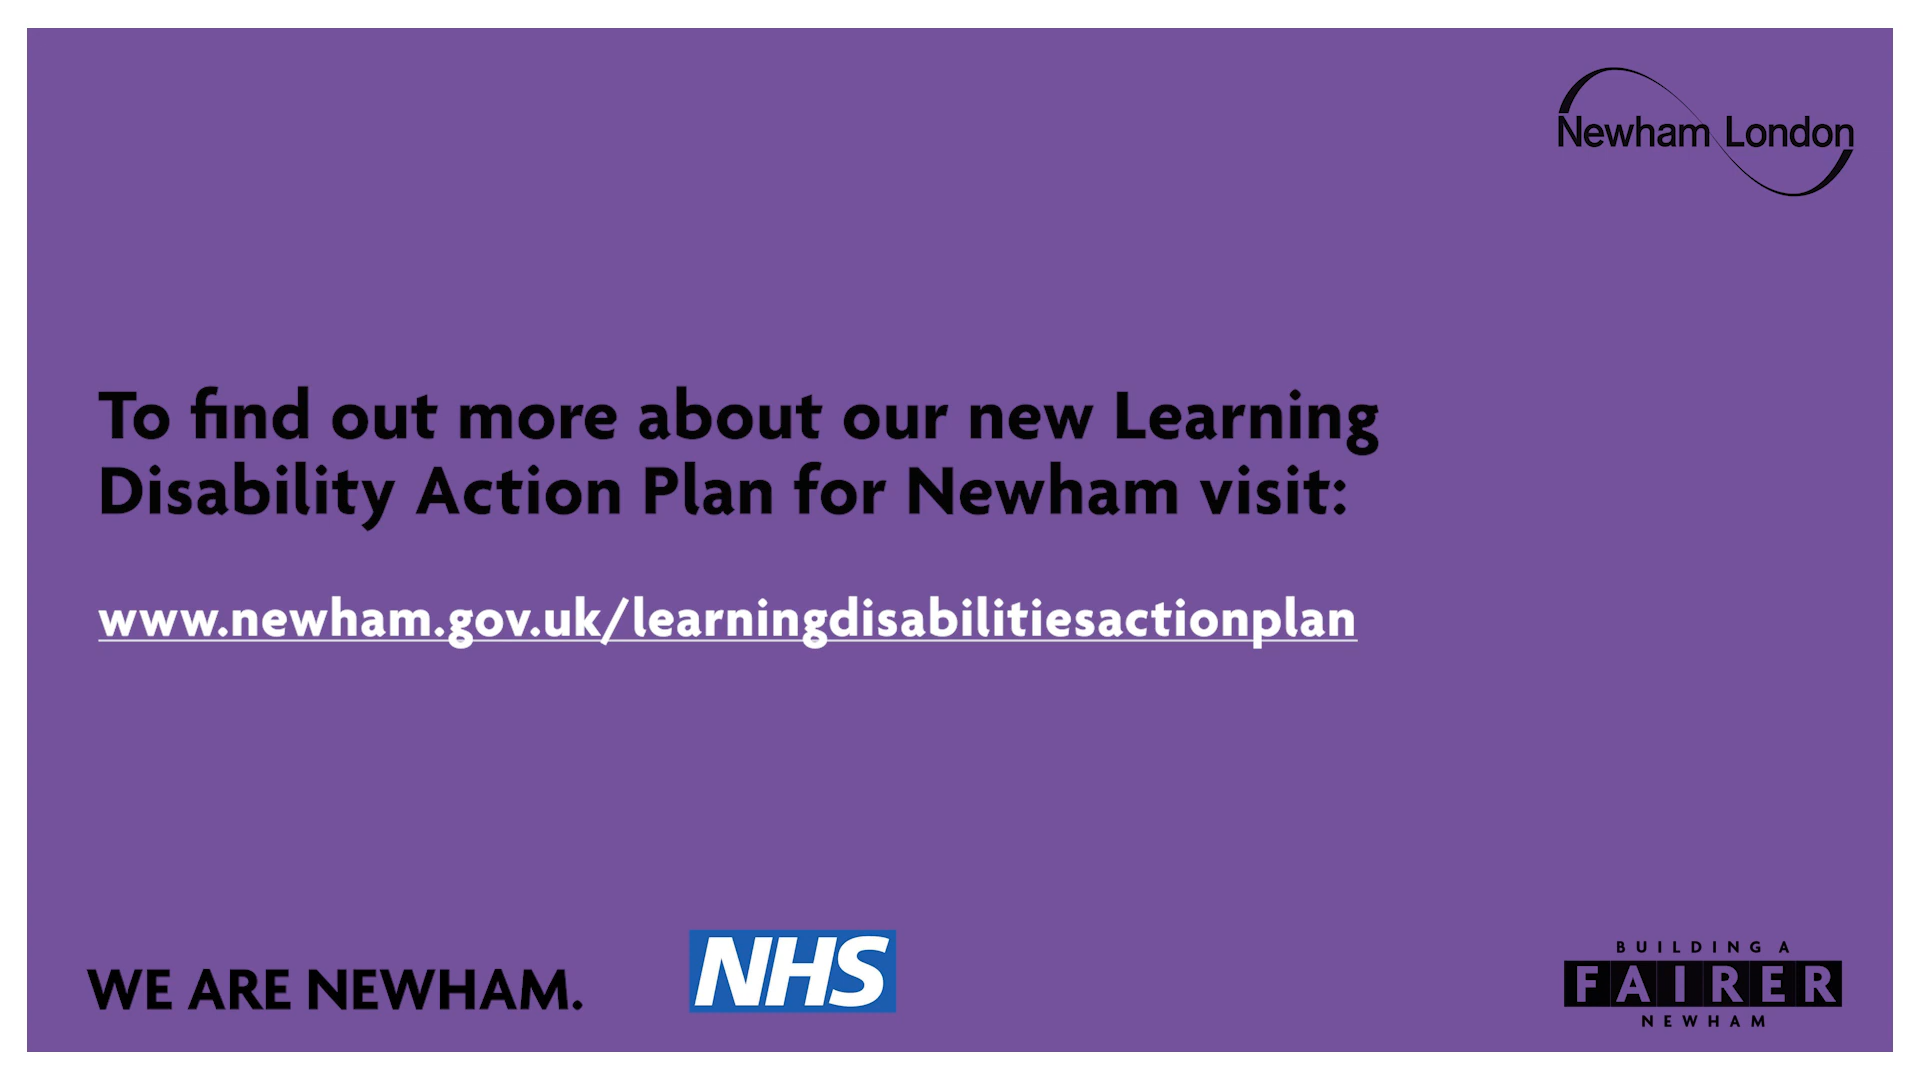 Newham London
To find out more about our new Learning
Disability Action Plan for Newham visit:
www.newham.gov.uk/learningdisabilitiesactionplan
WE ARE NEWHAM.
NHS
BUILDING A
FAIRER
NEWHAM